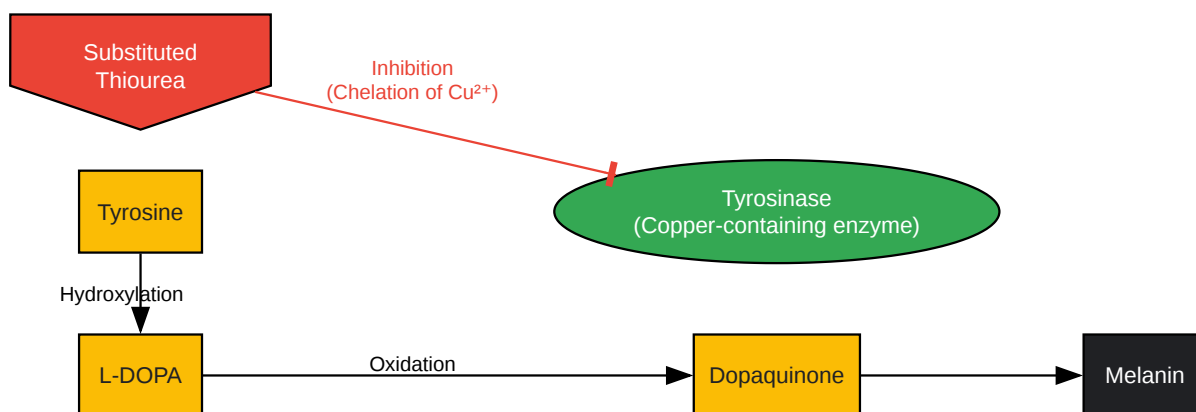 Substituted
Thiourea
Inhibition
(Chelation of Cu²⁺)
Tyrosine
Tyrosinase
(Copper-containing enzyme)
Hydroxylation
L-DOPA
Oxidation
Dopaquinone
Melanin